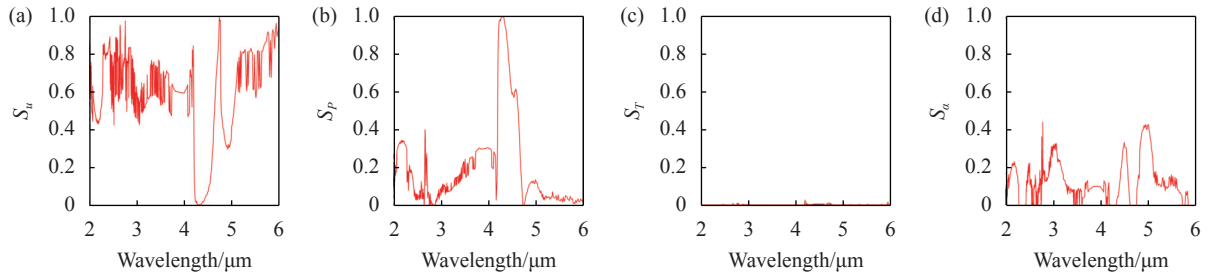 (a) (b) (c) (d)
1.0 1.0 1.0 1.0
0.8 0.8 0.8 0.8
0.6 0.6 0.6 0.6
0.4 0.4 0.4 0.4
0.2 0.2 0.2 0.2
0 0 0 0
S_u S_P S_T S_α
2 3 4 5 6 2 3 4 5 6 2 3 4 5 6 2 3 4 5 6
Wavelength/μm Wavelength/μm Wavelength/μm Wavelength/μm